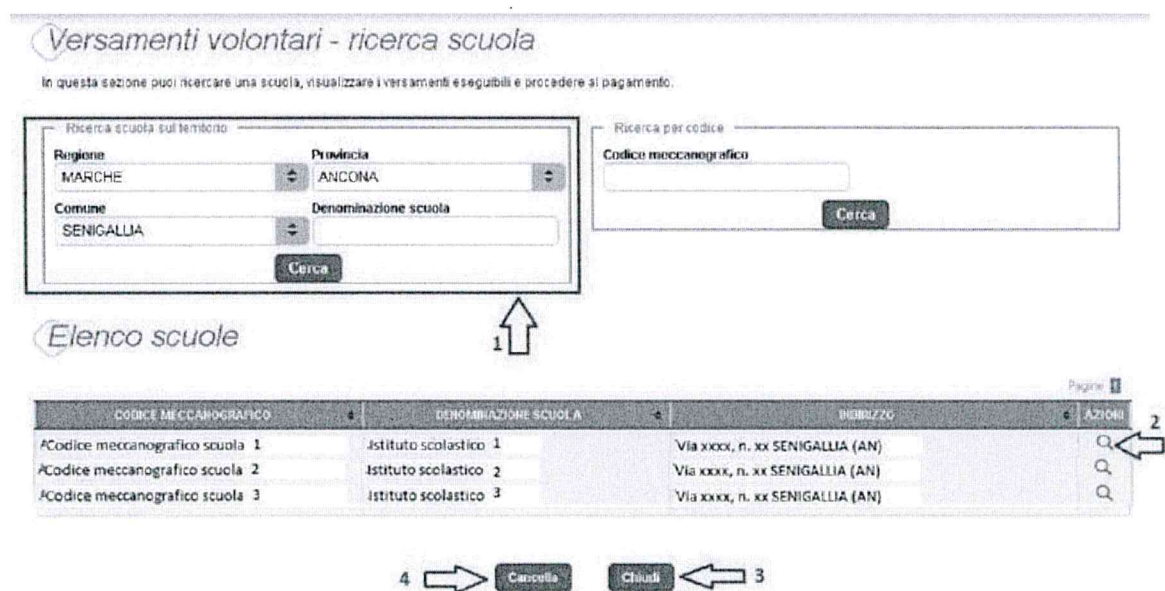 Versamenti volontari - ricerca scuola
In questa sezione puoi ricercare una scuola, visualizzare i versamenti eseguibili e procedere al pagamento.
Ricerca scuola sul territorio
Ricerca per codice
Regione
Provincia
Codice meccanografico
MARCHE
ANCONA
Comune
Denominazione scuola
SENIGALLIA
Cerca
Cerca
1
Elenco scuole
Pagine 1
CODICE MECCANOGRAFICO DENOMINAZIONE SCUOLA INDIRIZZO AZIONI
2
Codice meccanografico scuola 1 Istituto scolastico 1 Via xxxx, n. xx SENIGALLIA (AN)
Codice meccanografico scuola 2 Istituto scolastico 2 Via xxxx, n. xx SENIGALLIA (AN)
Codice meccanografico scuola 3 Istituto scolastico 3 Via xxxx, n. xx SENIGALLIA (AN)
4 Cancella Chiudi 3